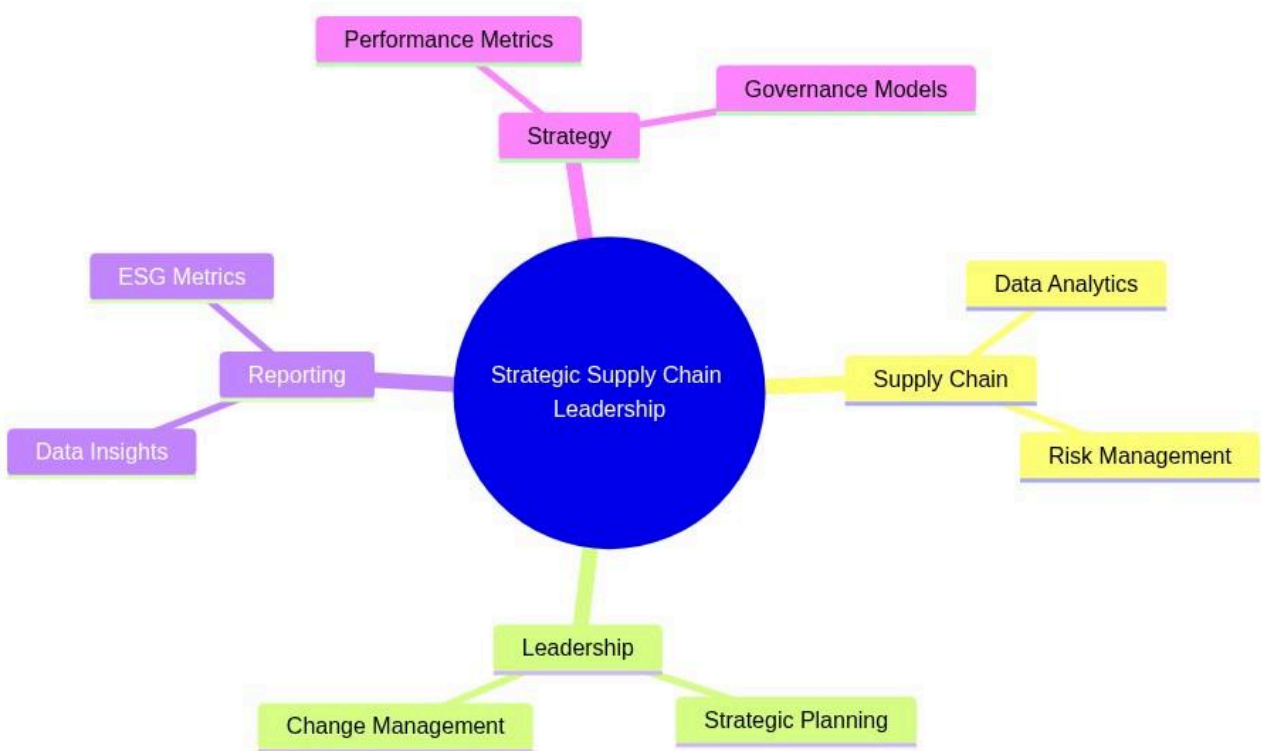 Performance Metrics
Governance Models
Strategy
ESG Metrics
Data Analytics
Reporting
Strategic Supply Chain
Leadership
Supply Chain
Data Insights
Risk Management
Leadership
Change Management
Strategic Planning